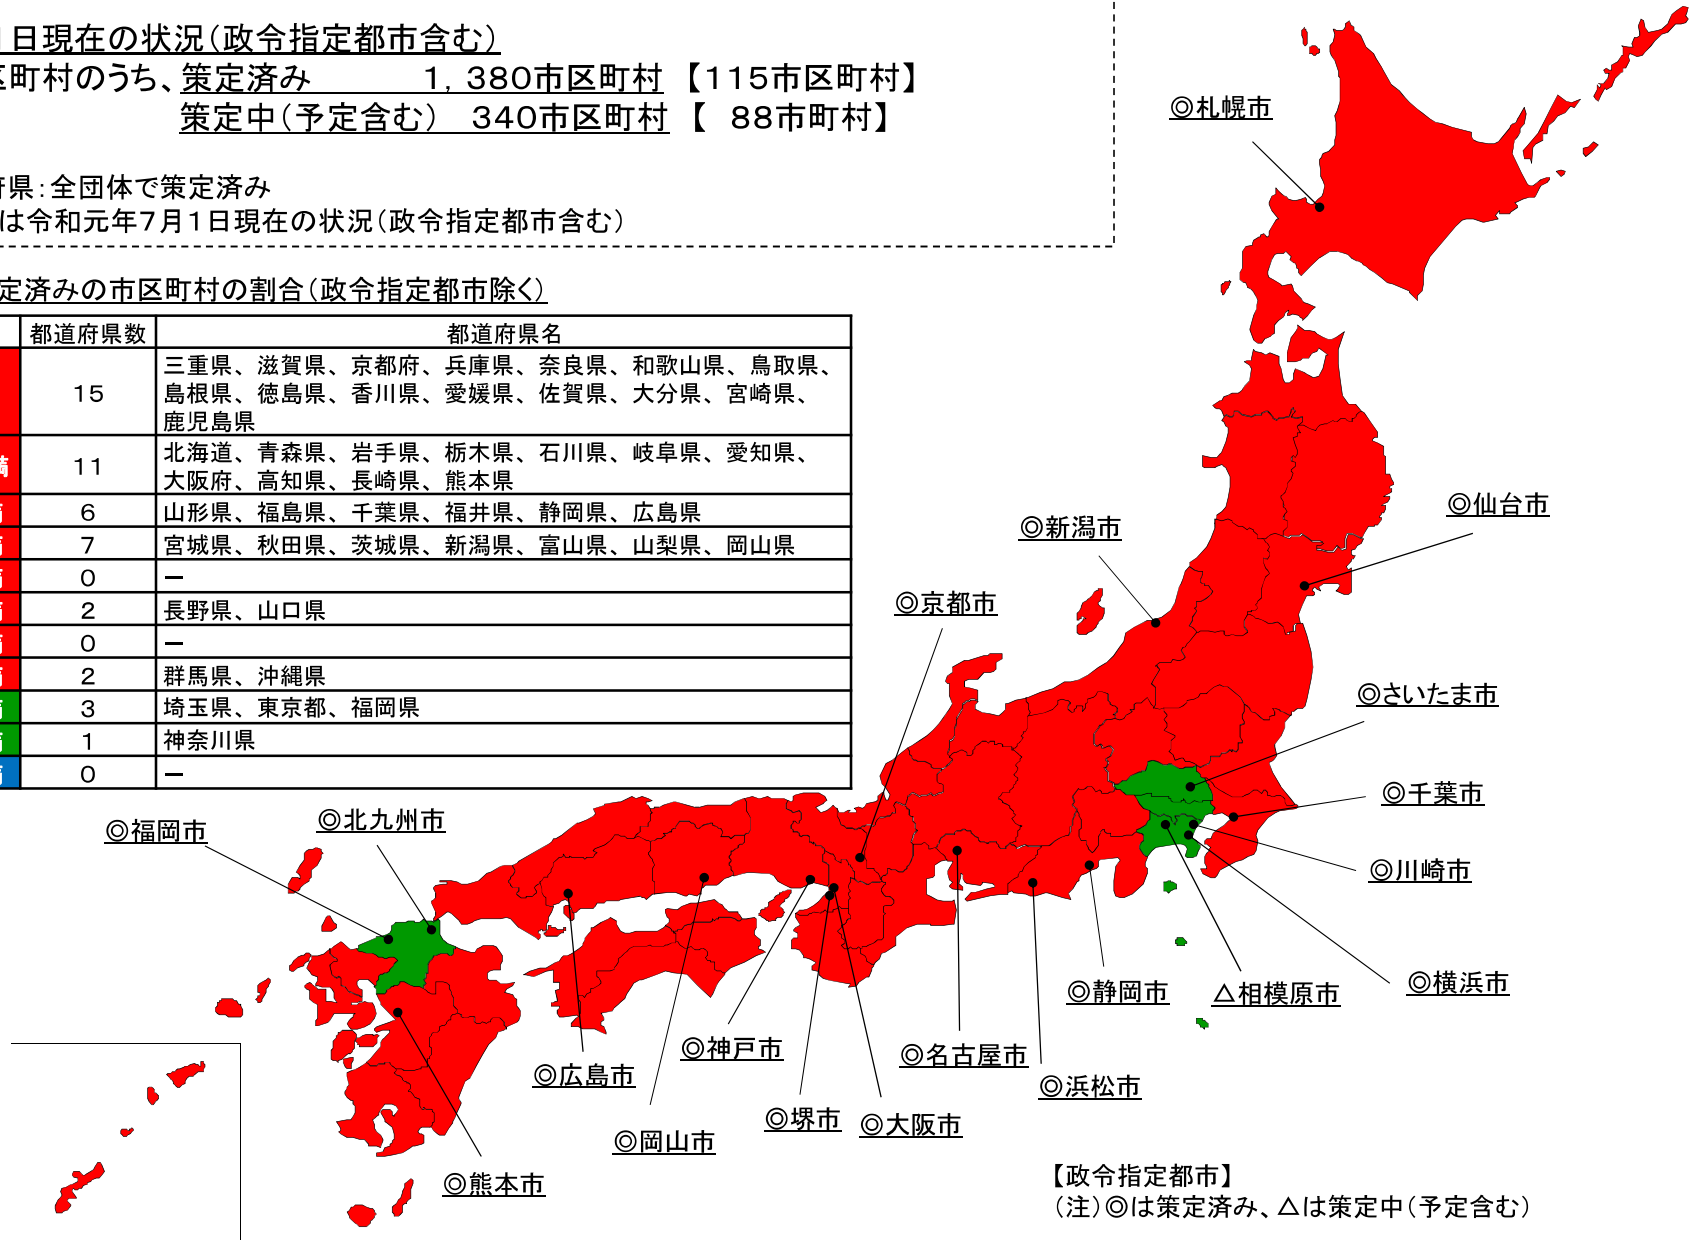 日現在の状況（政令指定都市含む）
町村のうち、策定済み　　　１，３８０市区町村　【１１５市区町村】
策定中（予定含む）　３４０市区町村　【　８８市町村】
県：全団体で策定済み
は令和元年７月１日現在の状況（政令指定都市含む）
定済みの市区町村の割合（政令指定都市除く）
都道府県数　都道府県名
三重県、滋賀県、京都府、兵庫県、奈良県、和歌山県、鳥取県、
１５　島根県、徳島県、香川県、愛媛県、佐賀県、大分県、宮崎県、
鹿児島県
１１　北海道、青森県、岩手県、栃木県、石川県、岐阜県、愛知県、
大阪府、高知県、長崎県、熊本県
６　山形県、福島県、千葉県、福井県、静岡県、広島県
７　宮城県、秋田県、茨城県、新潟県、富山県、山梨県、岡山県
０　－
２　長野県、山口県
０　－
２　群馬県、沖縄県
３　埼玉県、東京都、福岡県
１　神奈川県
０　－
◎札幌市
◎仙台市
◎新潟市
◎京都市
◎さいたま市
◎千葉市
◎北九州市
◎福岡市
◎川崎市
◎横浜市
◎静岡市
△相模原市
◎神戸市
◎名古屋市
◎広島市
◎浜松市
◎堺市
◎大阪市
◎岡山市
◎熊本市
【政令指定都市】
（注）◎は策定済み、△は策定中（予定含む）